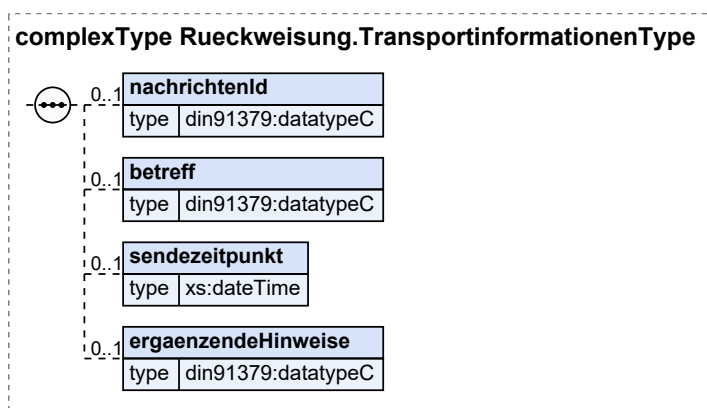 complexType Rueckweisung.TransportinformationenType
0..1 nachrichtenId
type din91379:datatypeC
0..1 betreff
type din91379:datatypeC
0..1 sendezeitpunkt
type xs:dateTime
0..1 ergaenzendeHinweise
type din91379:datatypeC